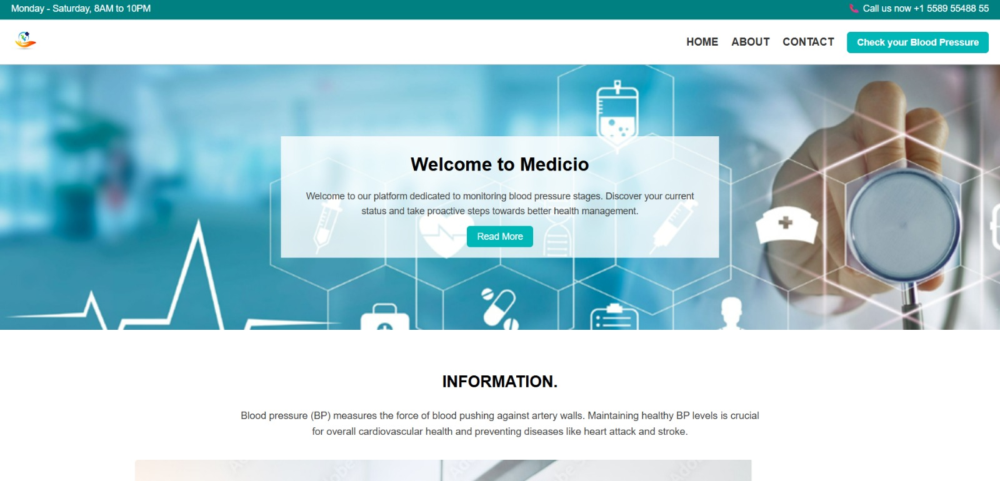 Monday - Saturday, 8AM to 10PM
Call us now +1 5589 55488 55
HOME ABOUT CONTACT Check your Blood Pressure
Welcome to Medicio
Welcome to our platform dedicated to monitoring blood pressure stages. Discover your current
status and take proactive steps towards better health management.
Read More
INFORMATION.
Blood pressure (BP) measures the force of blood pushing against artery walls. Maintaining healthy BP levels is crucial
for overall cardiovascular health and preventing diseases like heart attack and stroke.